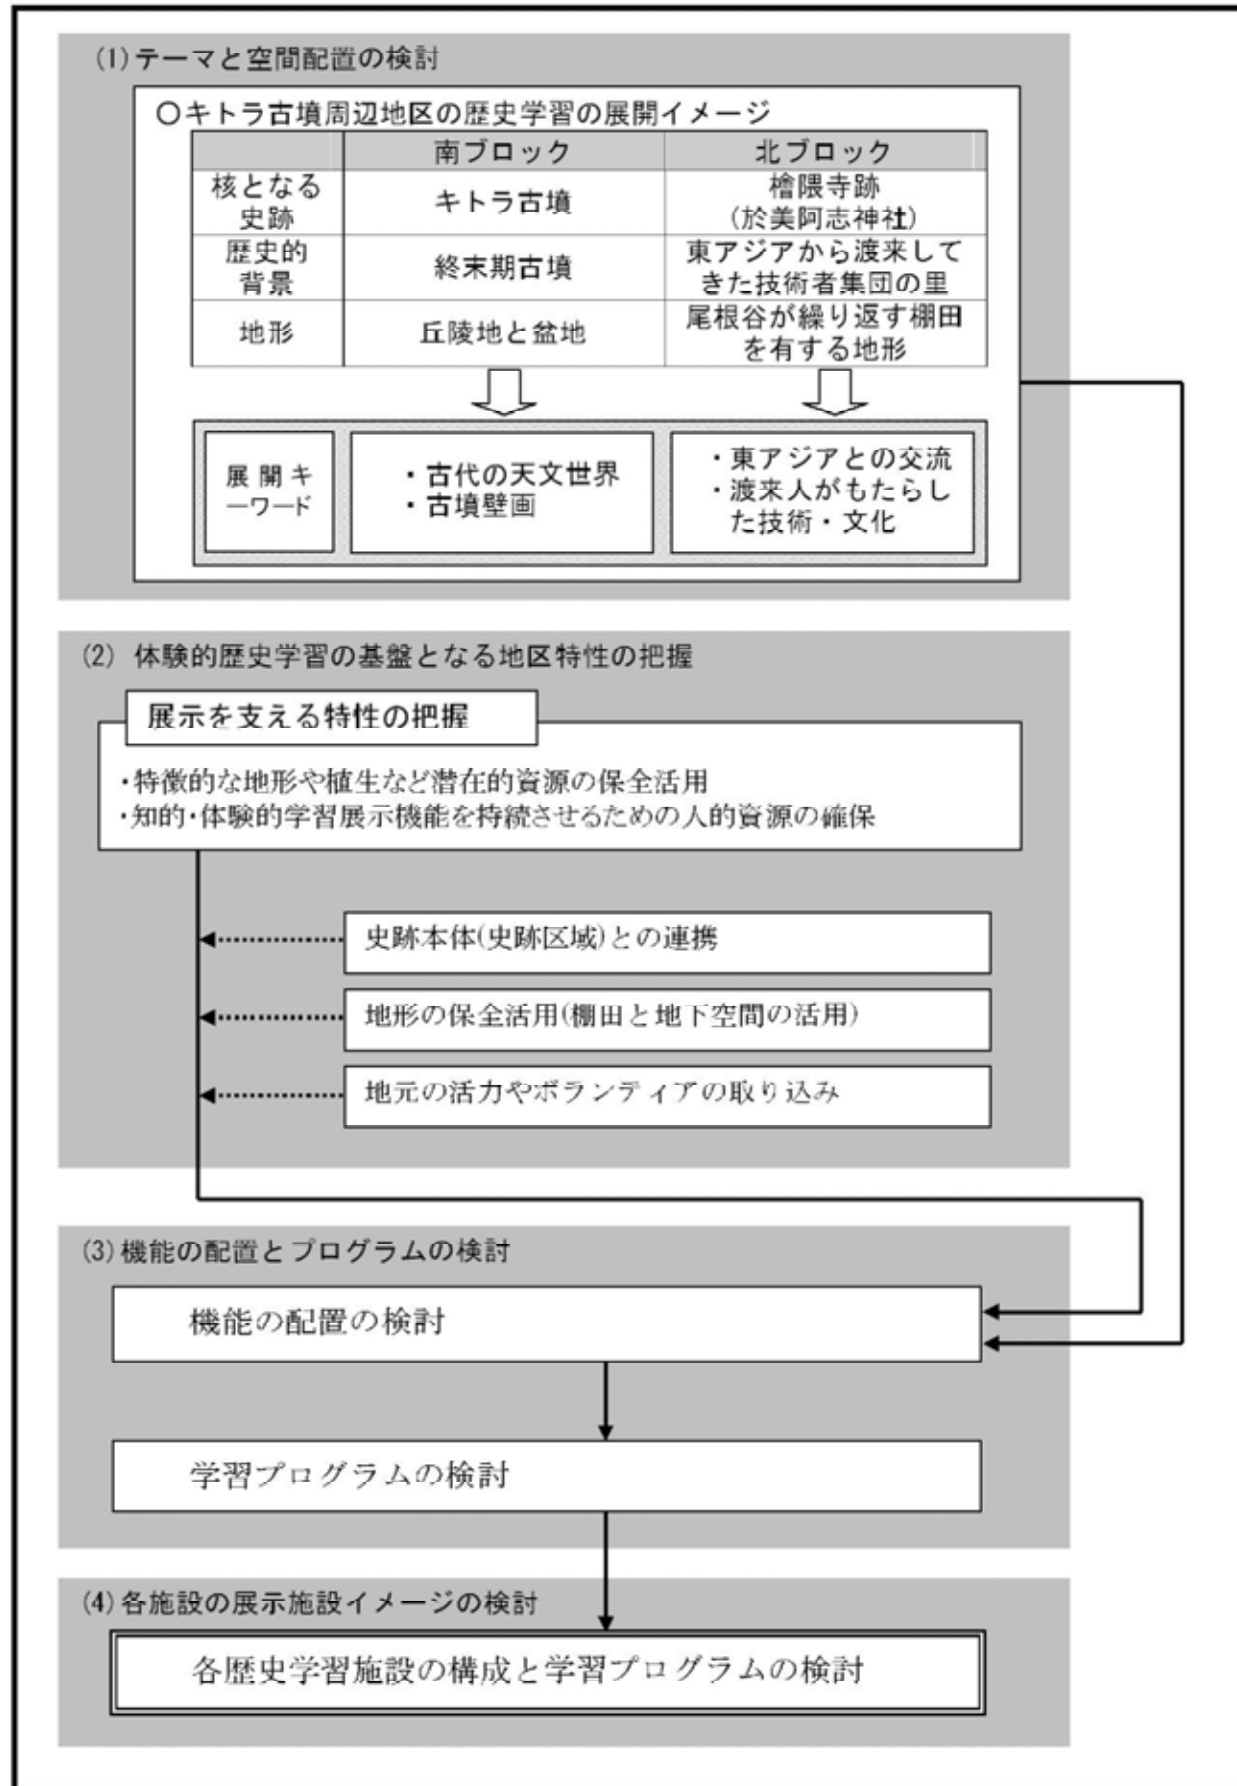 (1)テーマと空間配置の検討
〇キトラ古墳周辺地区の歴史学習の展開イメージ
南ブロック
北ブロック
核となる
史跡
キトラ古墳
檜隈寺跡
(於美阿志神社)
歴史的
背景
終末期古墳
東アジアから渡来して
きた技術者集団の里
地形
丘陵地と盆地
尾根谷が繰り返す棚田
を有する地形
展開キ
ーワード
・古代の天文世界
・古墳壁画
・東アジアとの交流
・渡来人がもたらし
た技術・文化
(2) 体験的歴史学習の基盤となる地区特性の把握
展示を支える特性の把握
・特徴的な地形や植生など潜在的資源の保全活用
・知的・体験的学習展示機能を持続させるための人的資源の確保
史跡本体(史跡区域)との連携
地形の保全活用(棚田と地下空間の活用)
地元の活力やボランティアの取り込み
(3)機能の配置とプログラムの検討
機能の配置の検討
学習プログラムの検討
(4)各施設の展示施設イメージの検討
各歴史学習施設の構成と学習プログラムの検討